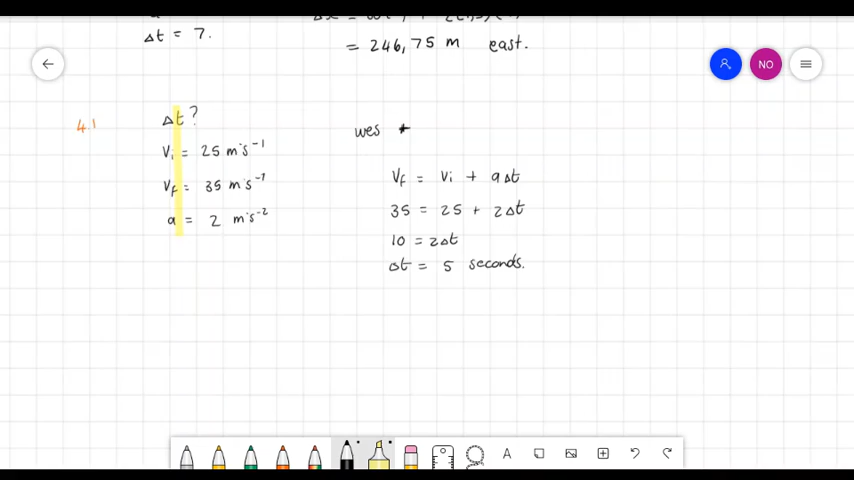 Δt = 7.
= 246,75 m east.
NO
4.1
Δt?
Vi = 25 m·s⁻¹
Vf = 35 m·s⁻¹
a = 2 m·s⁻²
wes +
Vf = Vi + aΔt
35 = 25 + 2Δt
10 = 2Δt
Δt = 5 seconds.
A